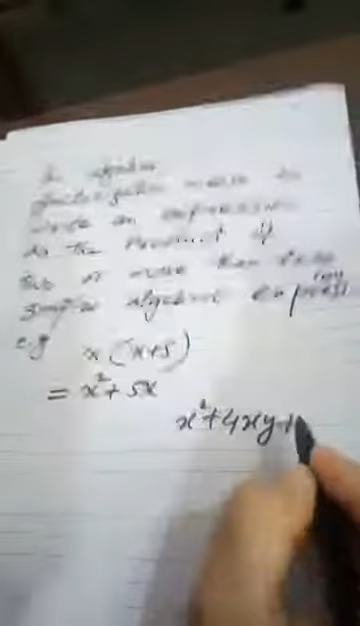 In algebra
factorization means to
write an expression
as the Product of
two or more than two
simpler algebraic expression
e.g x(x+5)
= x² + 5x
x² + 4xy +